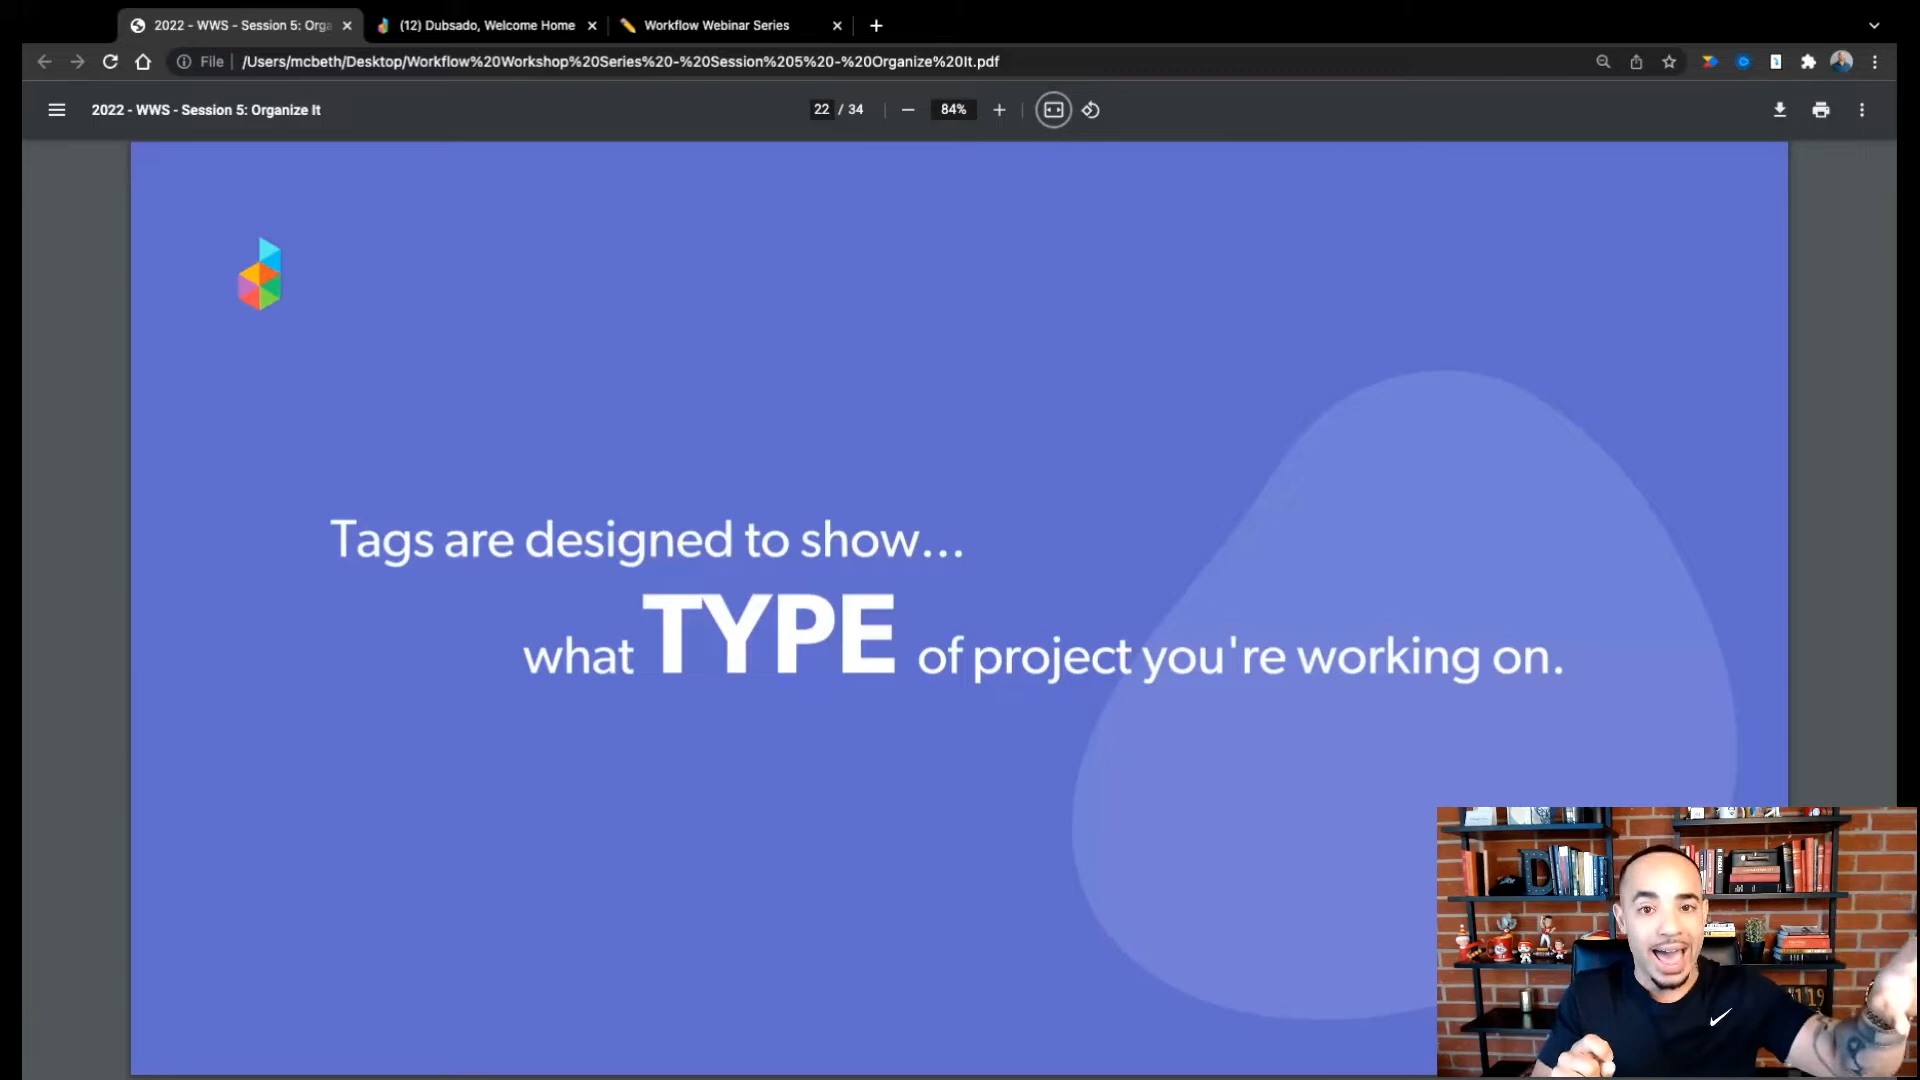 2022 - WWS - Session 5: Orga
(12) Dubsado, Welcome Home
Workflow Webinar Series
File
/Users/mcbeth/Desktop/Workflow%20Workshop%20Series%20-%20Session%205%20-%20Organize%20It.pdf
2022 - WWS - Session 5: Organize It
22 / 34
84%
Tags are designed to show...
what TYPE of project you're working on.
D